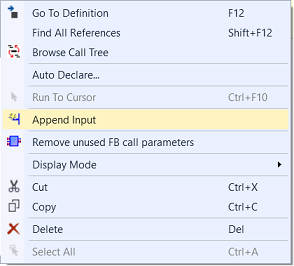 Go To Definition F12
Find All References Shift+F12
Browse Call Tree
Auto Declare...
Run To Cursor Ctrl+F10
Append Input
Remove unused FB call parameters
Display Mode
Cut Ctrl+X
Copy Ctrl+C
Delete Del
Select All Ctrl+A